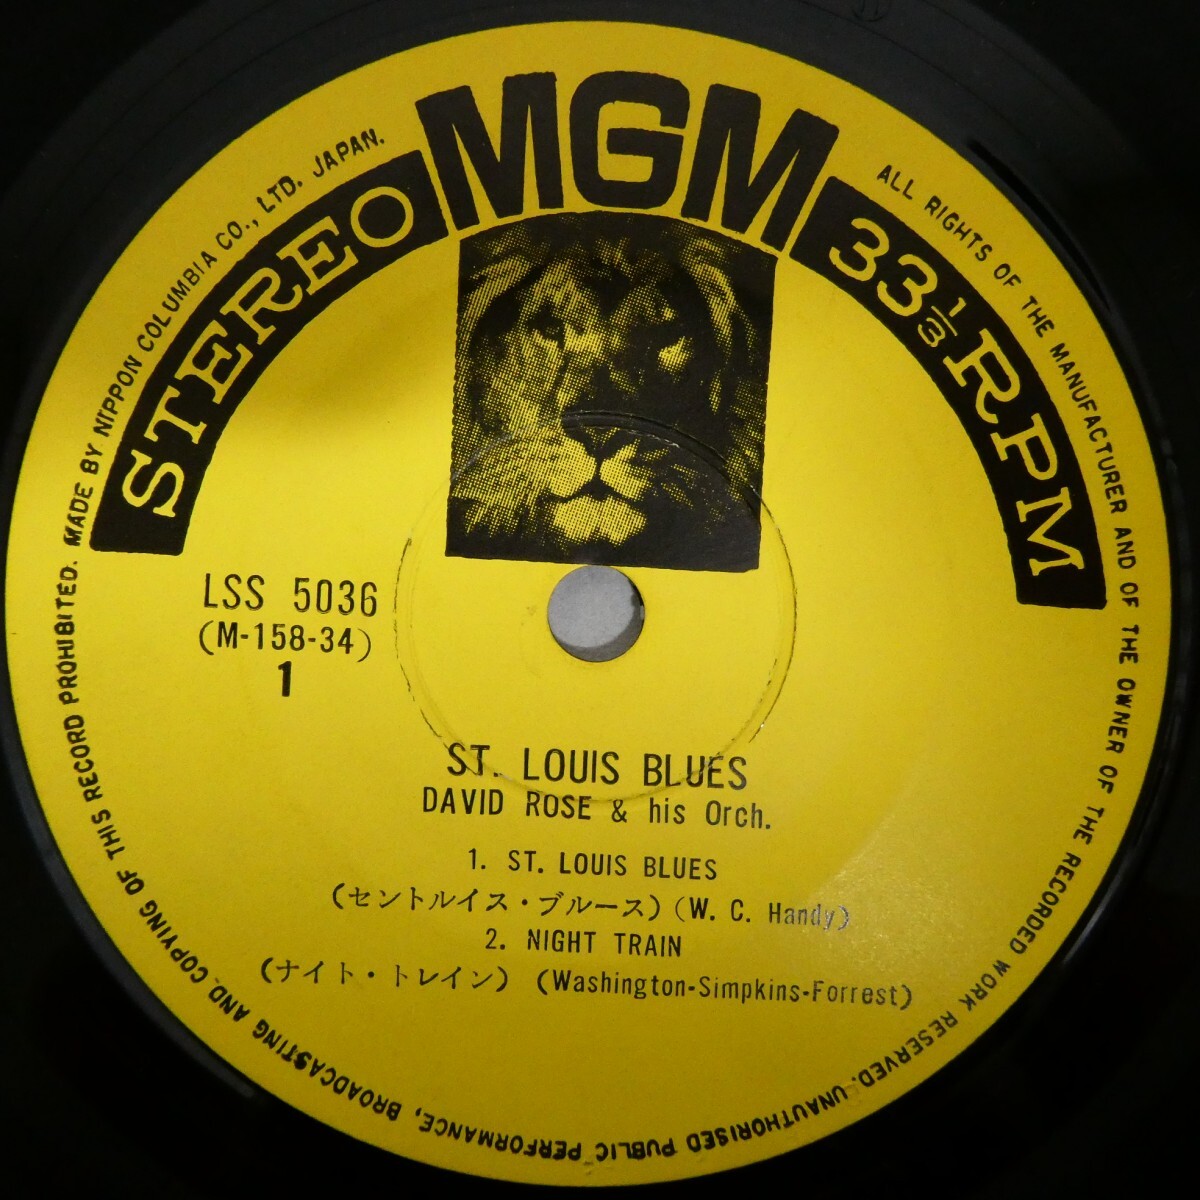 MGM
STEREO
33 1/3 RPM
LSS 5036
(M-158-34)
1
ST. LOUIS BLUES
DAVID ROSE & his Orch.
1. ST. LOUIS BLUES
(セントルイス・ブルース) (W. C. Handy)
2. NIGHT TRAIN
(ナイト・トレイン) (Washington-Simpkins-Forrest)
ALL RIGHTS OF THE MANUFACTURER AND OF THE OWNER OF THE RECORDED WORK RESERVED. UNAUTHORISED PUBLIC PERFORMANCE, BROADCASTING AND COPYING OF THIS RECORD PROHIBITED. MADE BY NIPPON COLUMBIA CO., LTD. JAPAN.